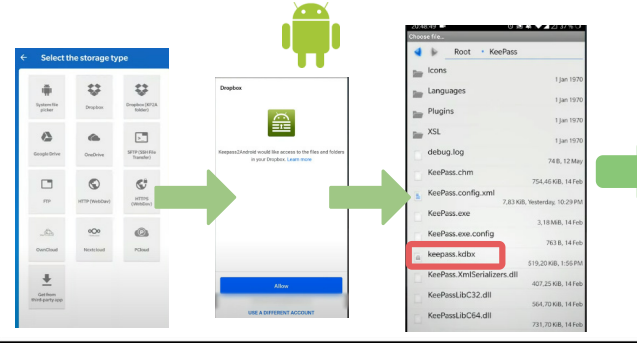 ← Select the storage type
System file
picker
Dropbox
Dropbox (KP2A
folder)
Google Drive
OneDrive
SFTP (SSH File
Transfer)
FTP
HTTP (WebDav)
HTTPS
(WebDav)
OwnCloud
Nextcloud
PCloud
Get from
third-party app
Dropbox
Keepass2Android would like access to the files and folders
in your Dropbox. Learn more
Allow
USE A DIFFERENT ACCOUNT
20:48:49
23:37 %
Choose file...
Root • KeePass
Icons
1 Jan 1970
Languages
1 Jan 1970
Plugins
1 Jan 1970
XSL
1 Jan 1970
debug.log
74 B, 12 May
KeePass.chm
754,46 KiB, 14 Feb
KeePass.config.xml
7,83 KiB, Yesterday, 10:29 PM
KeePass.exe
3,18 MiB, 14 Feb
KeePass.exe.config
763 B, 14 Feb
keepass.kdbx
519,20 KiB, 1:56 PM
KeePass.XmlSerializers.dll
407,25 KiB, 14 Feb
KeePassLibC32.dll
564,70 KiB, 14 Feb
KeePassLibC64.dll
731,70 KiB, 14 Feb